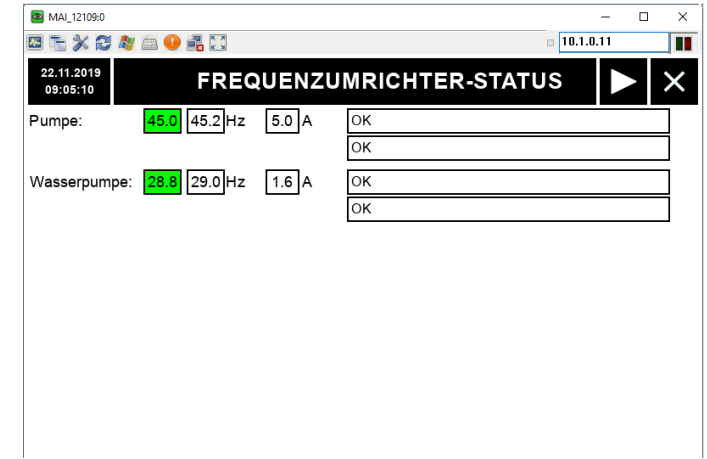 MAI_12109:0
10.1.0.11
22.11.2019
09:05:10
FREQUENZUMRICHTER-STATUS
Pumpe: 45.0 45.2 Hz 5.0 A OK
OK
Wasserpumpe: 28.8 29.0 Hz 1.6 A OK
OK